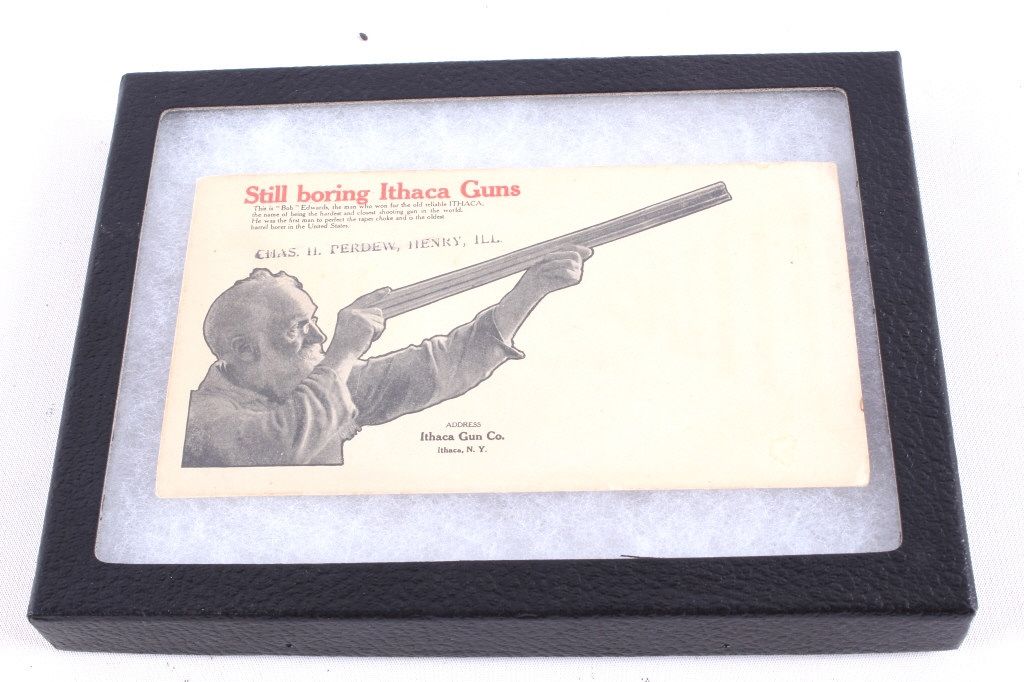 Still boring Ithaca Guns
This is "Bob" Edwards, the man who won for the old reliable ITHACA,
the name of being the hardest and closest shooting gun in the world.
He was the first man to perfect the taper choke and is the oldest
barrel borer in the United States.
CHAS. H. PERDEW, HENRY, ILL.
ADDRESS
Ithaca Gun Co.
Ithaca, N. Y.